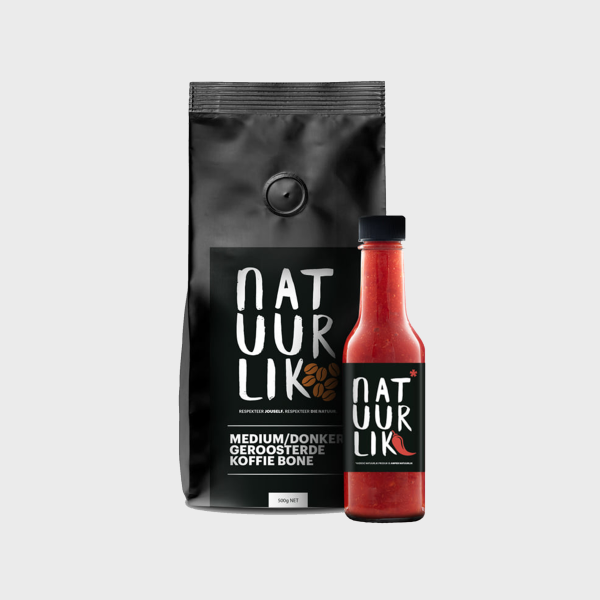 NAT
UUR
LIK
RESPEKTEER JOUSELF. RESPEKTEER DIE NATUUR.
MEDIUM/DONKER
GEROOSTERDE
KOFFIE BONE
500g NET
NAT*
UUR
LIK